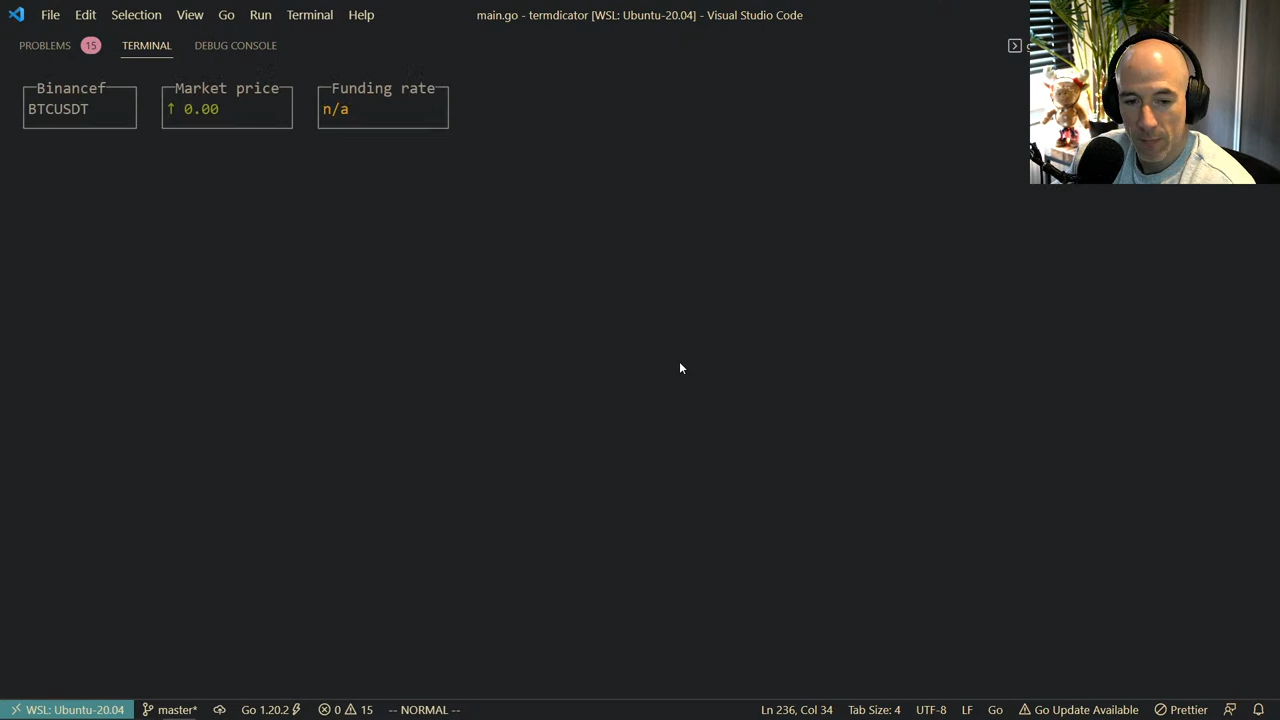 File Edit Selection View Go Run Terminal Help
main.go - termdicator [WSL: Ubuntu-20.04] - Visual Studio Code
PROBLEMS 15 TERMINAL DEBUG CONSOLE
Binancef Market price Funding rate
BTCUSDT ↑ 0.00 n/a
WSL: Ubuntu-20.04 master* Go 1.20.2 0 15 -- NORMAL -- Ln 236, Col 34 Tab Size: 4 UTF-8 LF Go Go Update Available Prettier